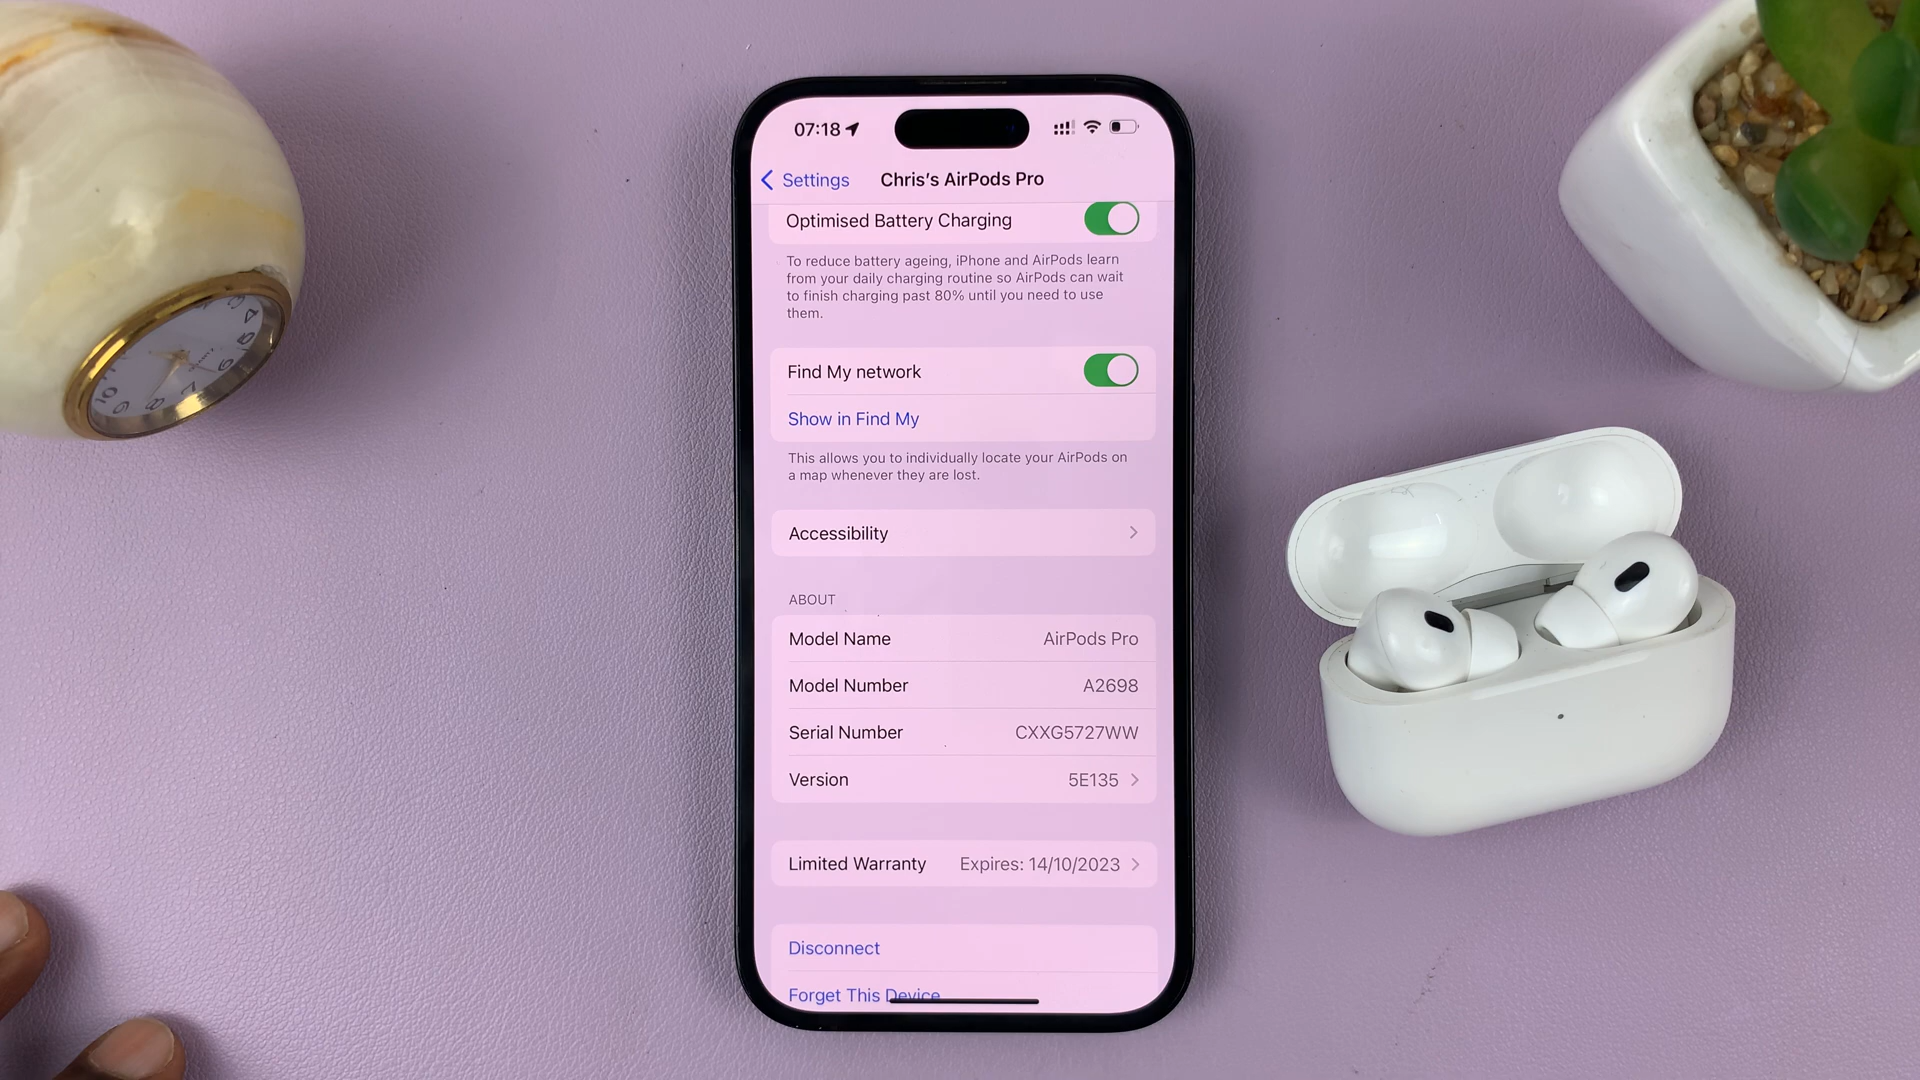 07:18
Settings
Chris's AirPods Pro
Optimised Battery Charging
To reduce battery ageing, iPhone and AirPods learn
from your daily charging routine so AirPods can wait
to finish charging past 80% until you need to use
them.
Find My network
Show in Find My
This allows you to individually locate your AirPods on
a map whenever they are lost.
Accessibility
ABOUT
Model Name AirPods Pro
Model Number A2698
Serial Number CXXG5727WW
Version 5E135
Limited Warranty Expires: 14/10/2023
Disconnect
Forget This Device